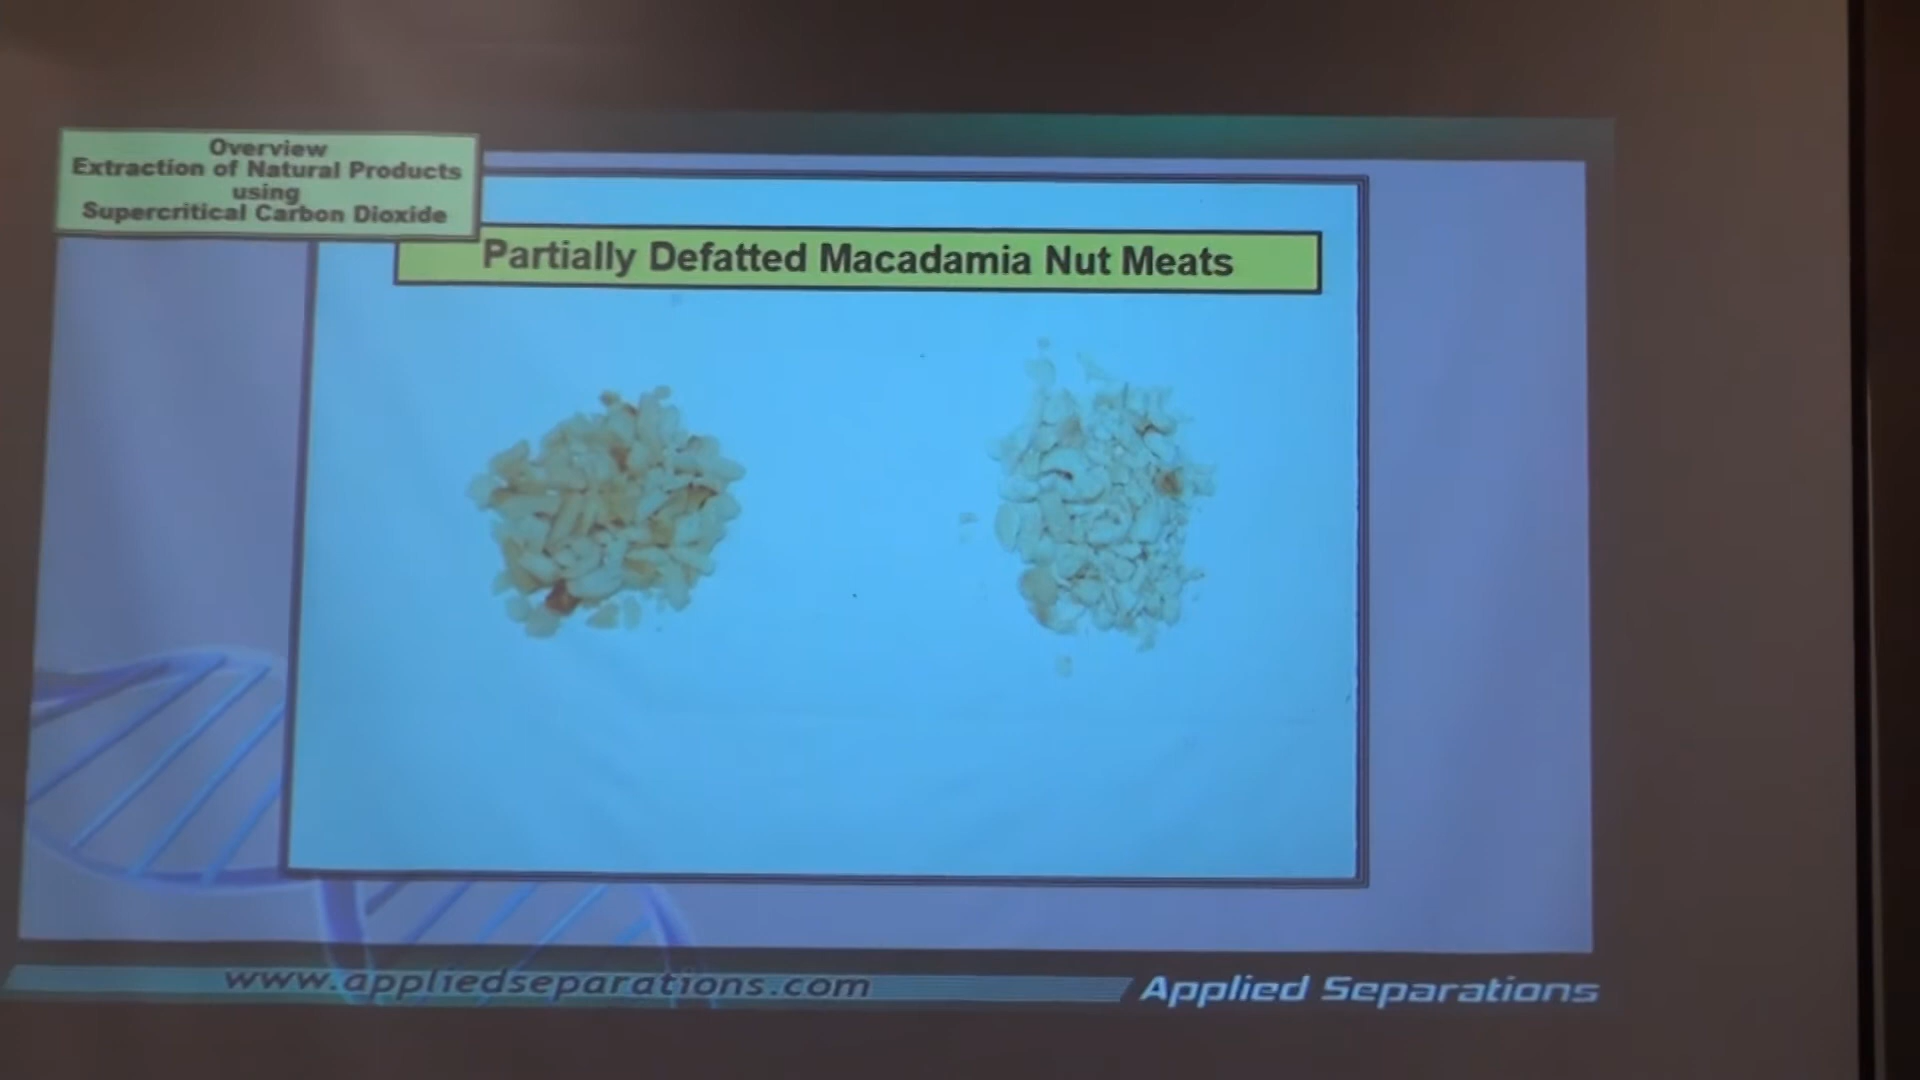 Overview
Extraction of Natural Products
using
Supercritical Carbon Dioxide
Partially Defatted Macadamia Nut Meats
www.appliedseparations.com
Applied Separations